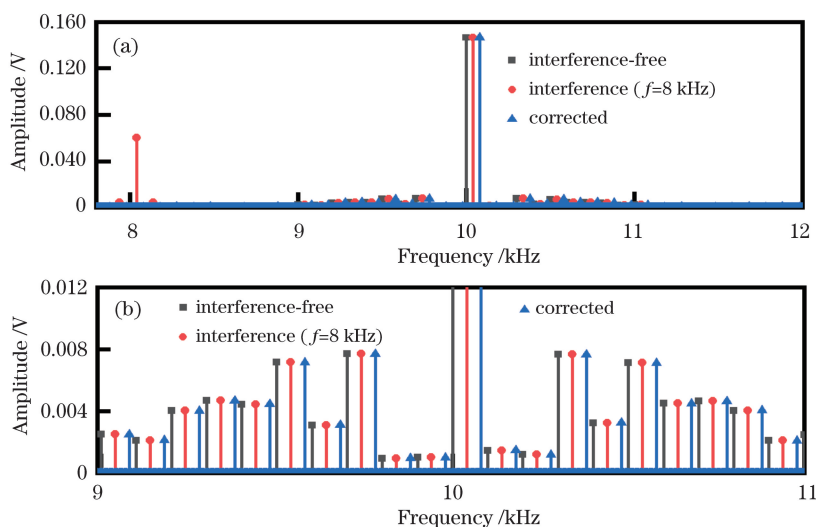 (a)
interference-free
interference (f=8 kHz)
corrected
Amplitude /V
0.160
0.120
0.080
0.040
0
8
9
10
11
12
Frequency /kHz
(b)
interference-free
interference (f=8 kHz)
corrected
Amplitude /V
0.012
0.008
0.004
0
9
10
11
Frequency /kHz